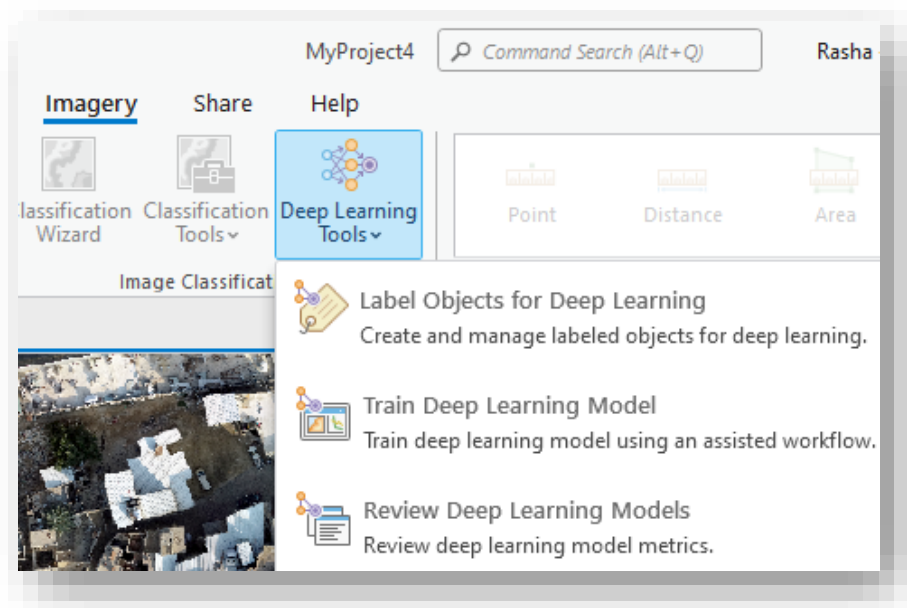 MyProject4 Command Search (Alt+Q) Rasha
Imagery Share Help
lassification Classification Deep Learning Point Distance Area
Wizard Tools Tools
Image Classificat
Label Objects for Deep Learning
Create and manage labeled objects for deep learning.
Train Deep Learning Model
Train deep learning model using an assisted workflow.
Review Deep Learning Models
Review deep learning model metrics.